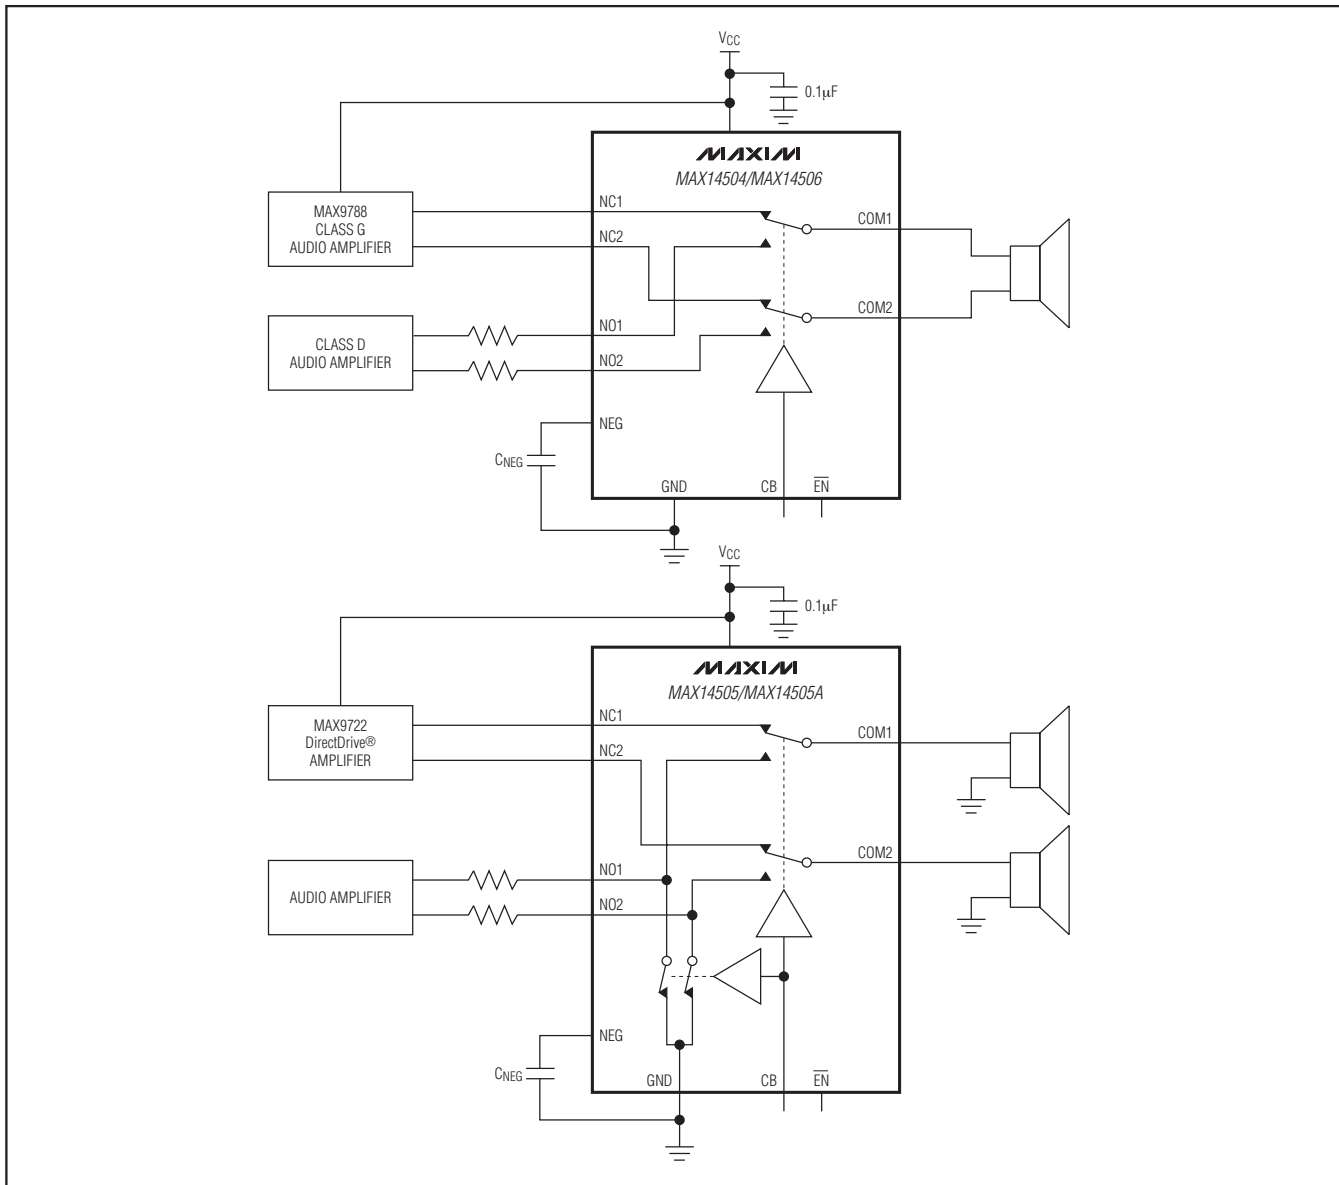 VCC
0.1µF
MAXIM
MAX14504/MAX14506
MAX9788
CLASS G
AUDIO AMPLIFIER
NC1
NC2
COM1
COM2
CLASS D
AUDIO AMPLIFIER
NO1
NO2
NEG
CNEG
GND
CB
EN
VCC
0.1µF
MAXIM
MAX14505/MAX14505A
MAX9722
DirectDrive®
AMPLIFIER
NC1
NC2
COM1
COM2
AUDIO AMPLIFIER
NO1
NO2
NEG
CNEG
GND
CB
EN